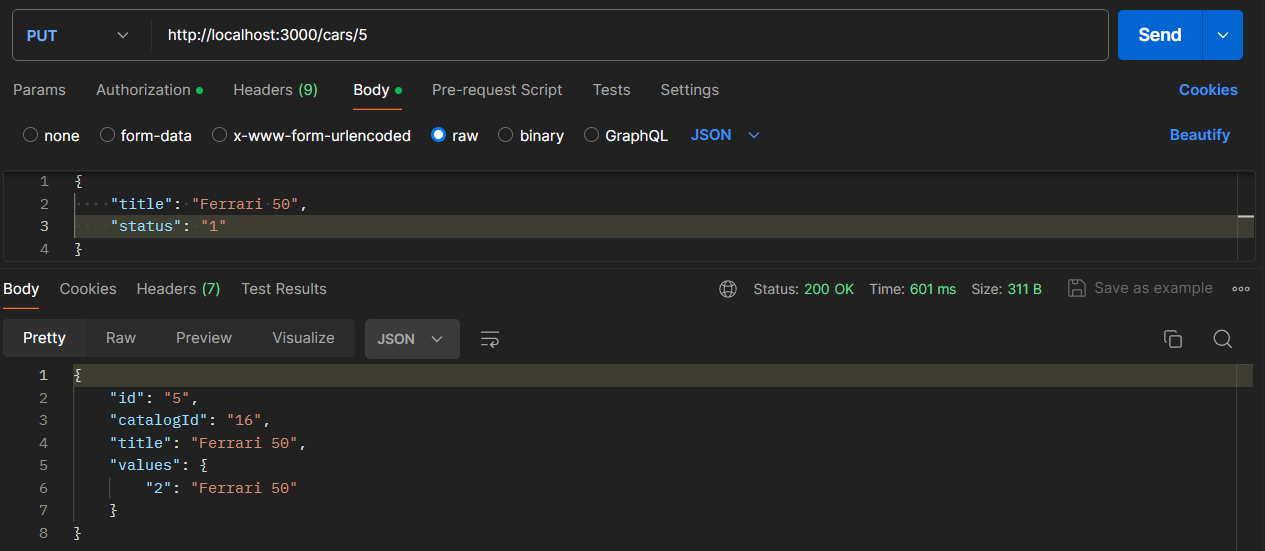 PUT http://localhost:3000/cars/5 Send
Params Authorization Headers (9) Body Pre-request Script Tests Settings Cookies
none form-data x-www-form-urlencoded raw binary GraphQL JSON Beautify
1 {
2 "title": "Ferrari 50",
3 "status": "1"
4 }
Body Cookies Headers (7) Test Results Status: 200 OK Time: 601 ms Size: 311 B Save as example
Pretty Raw Preview Visualize JSON
1 {
2 "id": "5",
3 "catalogId": "16",
4 "title": "Ferrari 50",
5 "values": {
6 "2": "Ferrari 50"
7 }
8 }